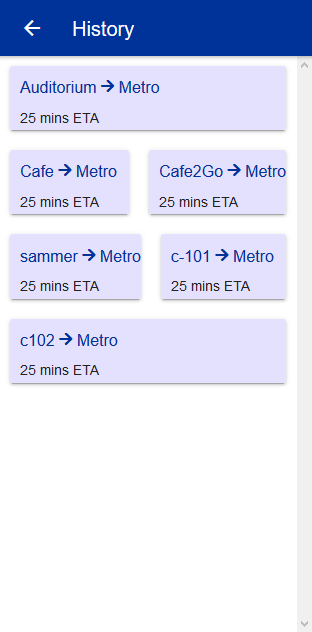 History
Auditorium → Metro
25 mins ETA
Cafe → Metro
25 mins ETA
Cafe2Go → Metro
25 mins ETA
sammer → Metro
25 mins ETA
c-101 → Metro
25 mins ETA
c102 → Metro
25 mins ETA